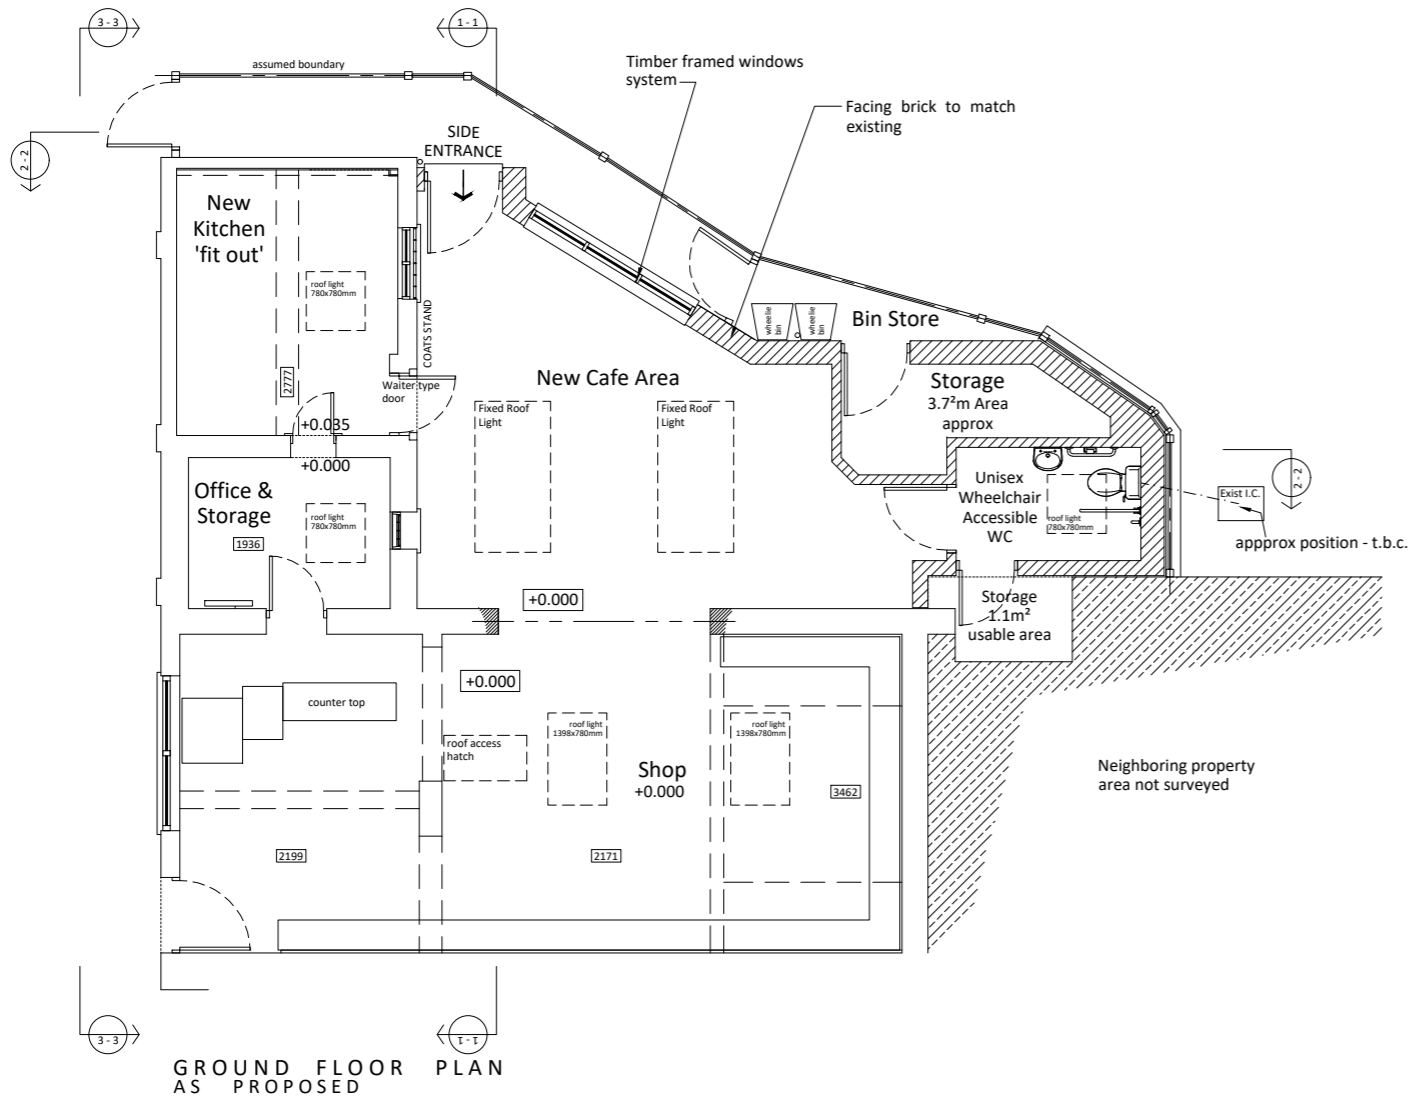 3 - 3
1 - 1
assumed boundary
Timber framed windows
system
Facing brick to match
existing
SIDE
ENTRANCE
2 - 2
New
Kitchen
'fit out'
roof light
780x780mm
COATS STAND
wheelie
bin
wheelie
bin
Bin Store
2777
Waiter type
door
New Cafe Area
Storage
3.7²m Area
approx
Fixed Roof
Light
Fixed Roof
Light
+0.035
+0.000
Unisex
Wheelchair
Accessible
WC
roof light
780x780mm
2 - 2
Exist I.C.
appprox position - t.b.c.
Office &
Storage
1936
roof light
780x780mm
+0.000
Storage
1.1m²
usable area
+0.000
counter top
roof access
hatch
roof light
1398x780mm
roof light
1398x780mm
Shop
+0.000
3462
Neighboring property
area not surveyed
2199
2171
3 - 3
1 - 1
GROUND FLOOR PLAN
AS PROPOSED